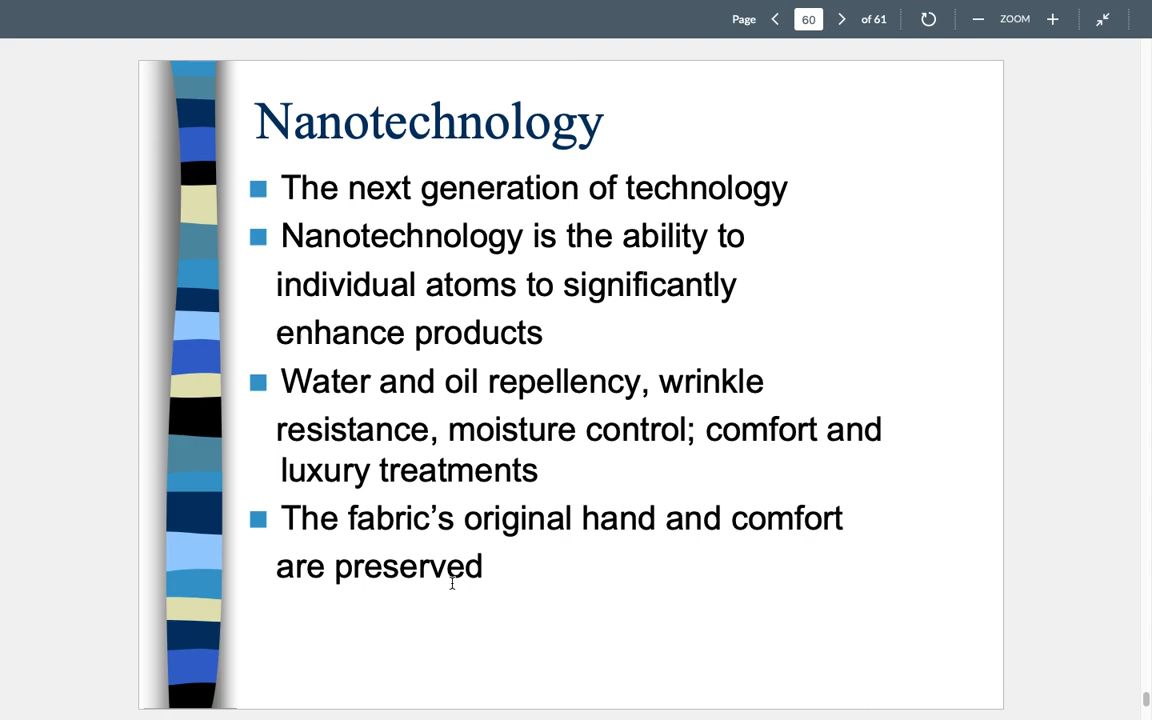 Page 60 of 61 ZOOM
Nanotechnology
The next generation of technology
Nanotechnology is the ability to
individual atoms to significantly
enhance products
Water and oil repellency, wrinkle
resistance, moisture control; comfort and
luxury treatments
The fabric’s original hand and comfort
are preserved